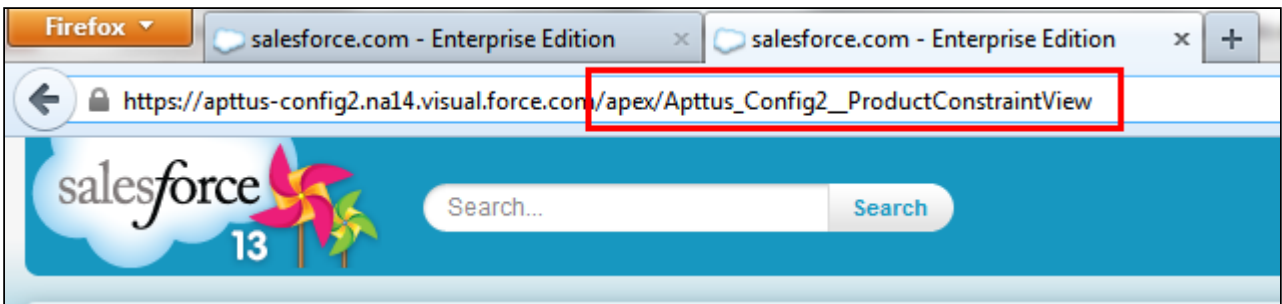 Firefox
salesforce.com - Enterprise Edition
salesforce.com - Enterprise Edition
https://apttus-config2.na14.visual.force.com/apex/Apttus_Config2__ProductConstraintView
salesforce
13
Search...
Search